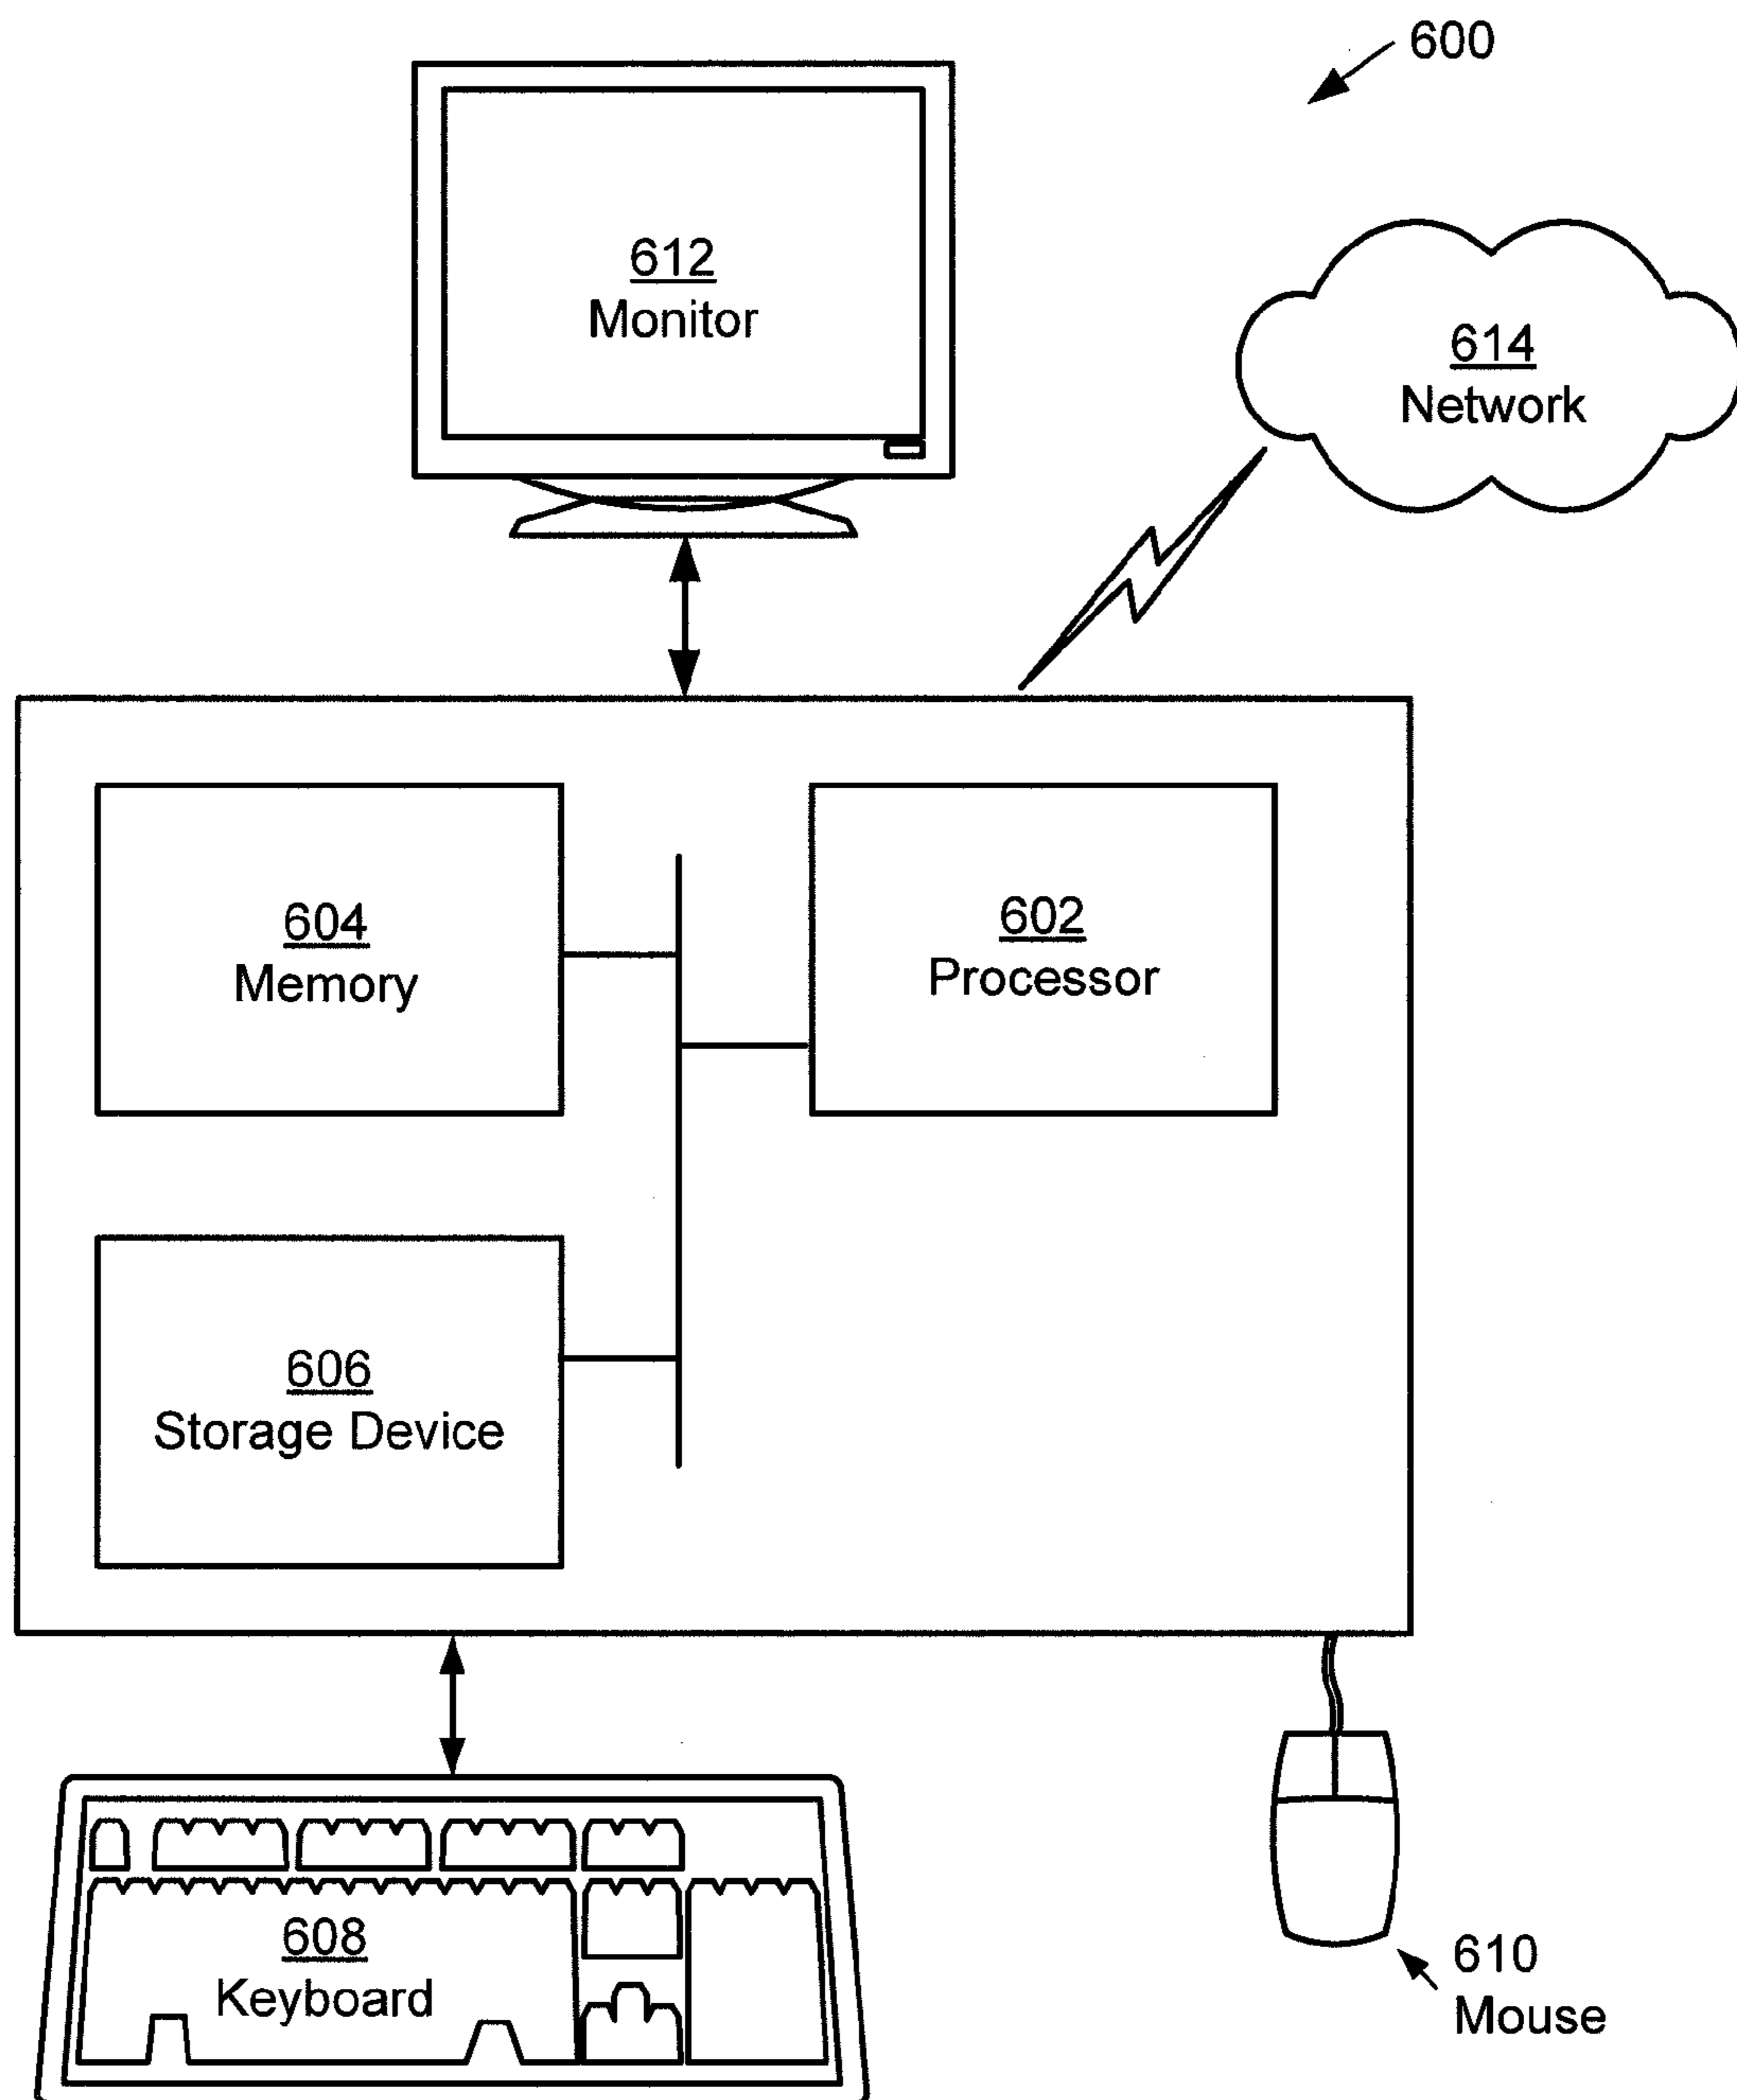 600
612
Monitor
614
Network
604
Memory
602
Processor
606
Storage Device
608
Keyboard
610
Mouse